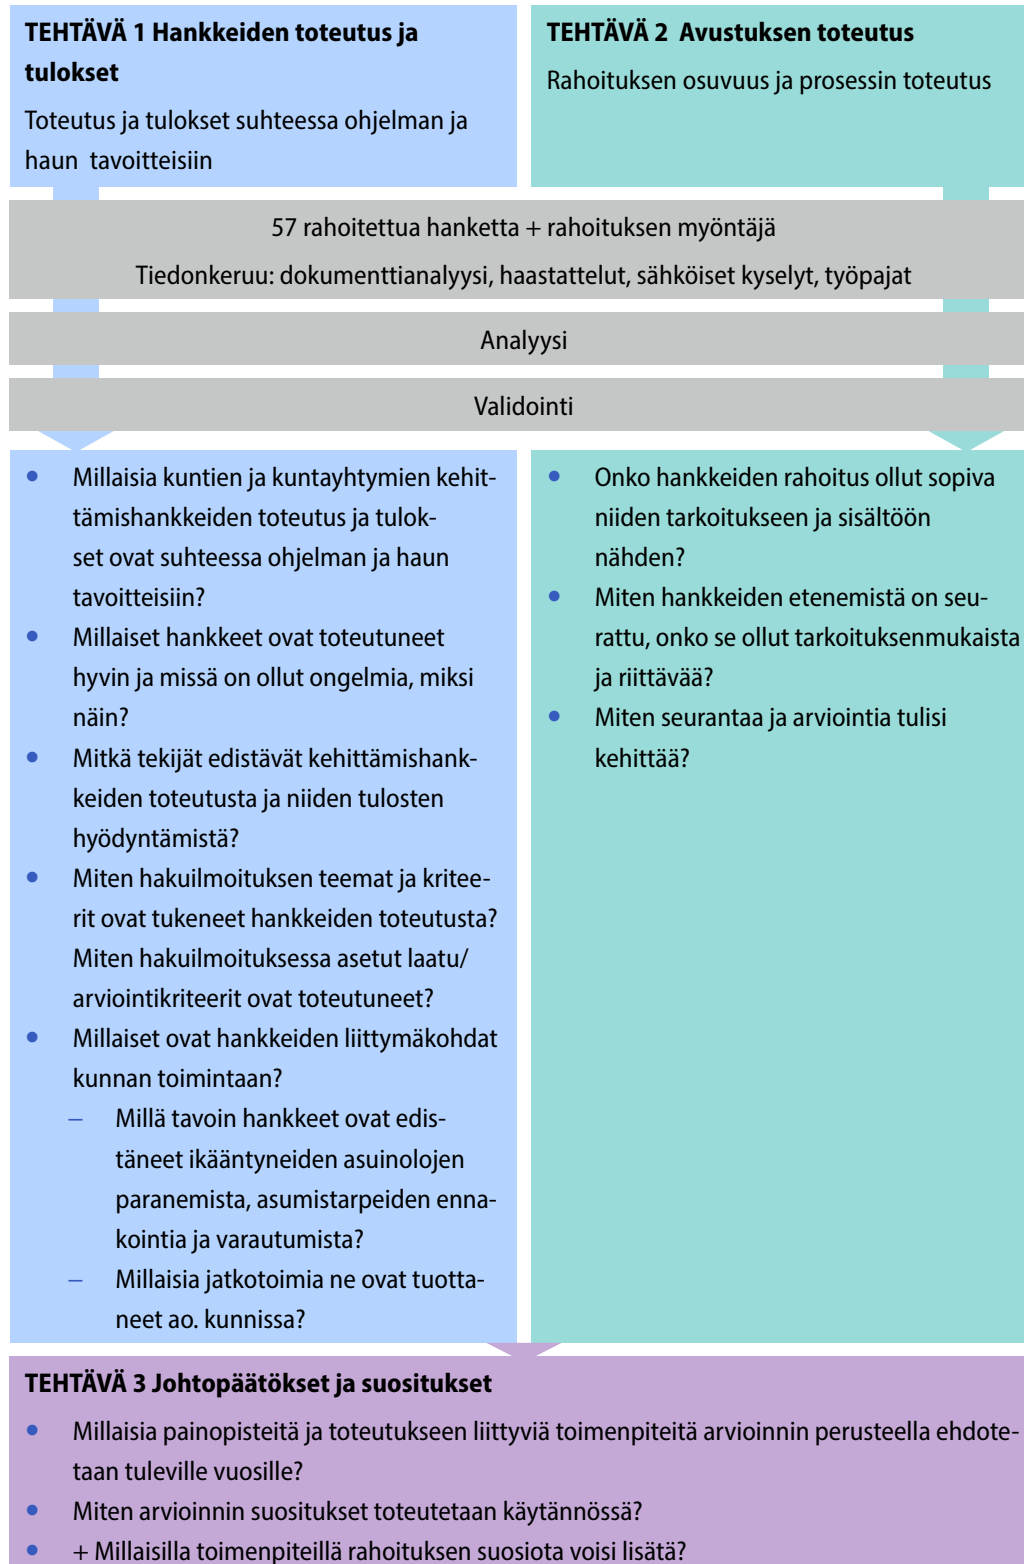 TEHTÄVÄ 1 Hankkeiden toteutus ja
tulokset
Toteutus ja tulokset suhteessa ohjelman ja
haun tavoitteisiin
TEHTÄVÄ 2 Avustuksen toteutus
Rahoituksen osuvuus ja prosessin toteutus
57 rahoitettua hanketta + rahoituksen myöntäjä
Tiedonkeruu: dokumenttianalyysi, haastattelut, sähköiset kyselyt, työpajat
Analyysi
Validointi
• Millaisia kuntien ja kuntayhtymien kehit-
tämishankkeiden toteutus ja tulok-
set ovat suhteessa ohjelman ja haun
tavoitteisiin?
• Millaiset hankkeet ovat toteutuneet
hyvin ja missä on ollut ongelmia, miksi
näin?
• Mitkä tekijät edistävät kehittämishank-
keiden toteutusta ja niiden tulosten
hyödyntämistä?
• Miten hakuilmoituksen teemat ja kritee-
rit ovat tukeneet hankkeiden toteutusta?
Miten hakuilmoituksessa asetut laatu/
arviointikriteerit ovat toteutuneet?
• Millaiset ovat hankkeiden liittymäkohdat
kunnan toimintaan?
– Millä tavoin hankkeet ovat edis-
täneet ikääntyneiden asuinolojen
paranemista, asumistarpeiden enna-
kointia ja varautumista?
– Millaisia jatkotoimia ne ovat tuotta-
neet ao. kunnissa?
• Onko hankkeiden rahoitus ollut sopiva
niiden tarkoitukseen ja sisältöön
nähden?
• Miten hankkeiden etenemistä on seu-
rattu, onko se ollut tarkoituksenmukaista
ja riittävää?
• Miten seurantaa ja arviointia tulisi
kehittää?
TEHTÄVÄ 3 Johtopäätökset ja suositukset
• Millaisia painopisteitä ja toteutukseen liittyviä toimenpiteitä arvioinnin perusteella ehdote-
taan tuleville vuosille?
• Miten arvioinnin suositukset toteutetaan käytännössä?
• + Millaisilla toimenpiteillä rahoituksen suosiota voisi lisätä?